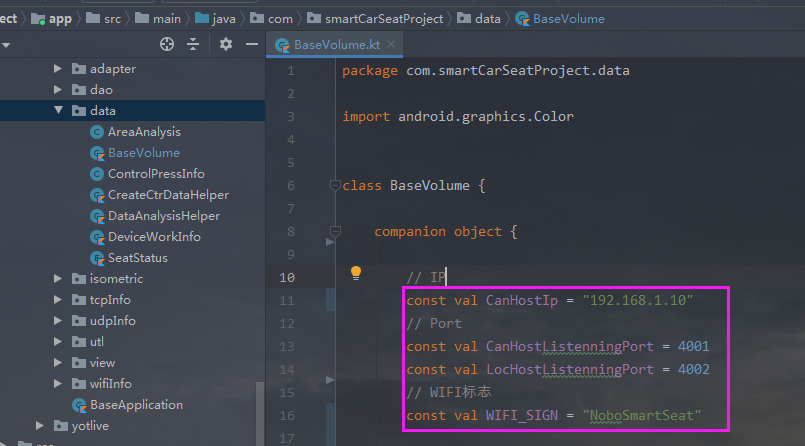 ect app src main java com smartCarSeatProject data BaseVolume
BaseVolume.kt
adapter
dao
data
AreaAnalysis
BaseVolume
ControlPressInfo
CreateCtrDataHelper
DataAnalysisHelper
DeviceWorkInfo
SeatStatus
isometric
tcpInfo
udpInfo
utl
view
wifiInfo
BaseApplication
yotlive
1 package com.smartCarSeatProject.data
2
3 import android.graphics.Color
4
5
6 class BaseVolume {
7
8 companion object {
9
10 // IP
11 const val CanHostIp = "192.168.1.10"
12 // Port
13 const val CanHostListenningPort = 4001
14 const val LocHostListenningPort = 4002
15 // WIFI标志
16 const val WIFI_SIGN = "NoboSmartSeat"
17